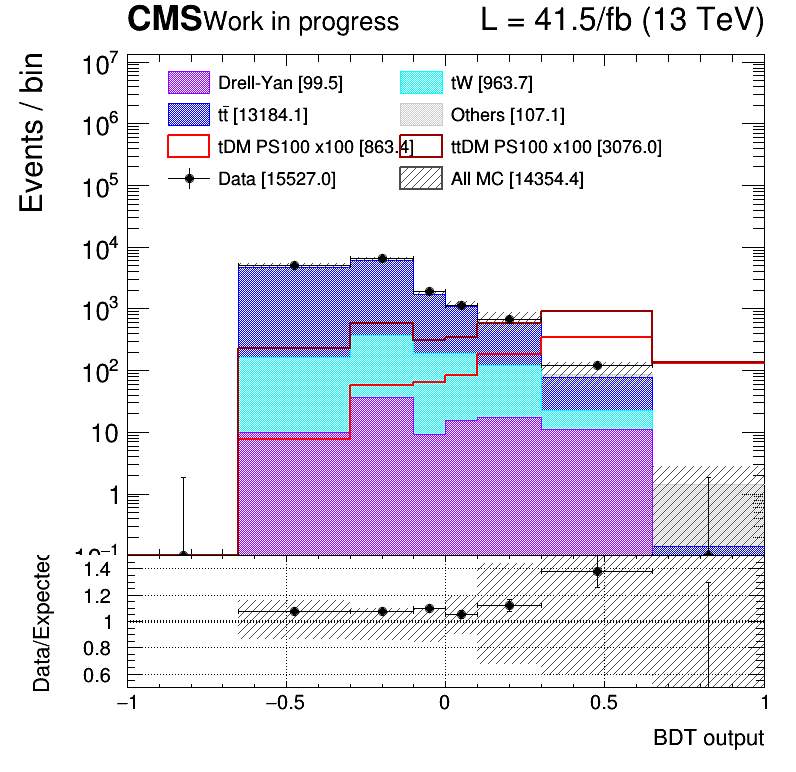 CMS Work in progress L = 41.5/fb (13 TeV)
Events / bin
10⁷
10⁶
10⁵
10⁴
10³
10²
10
1
10⁻¹
Drell-Yan [99.5]
tW [963.7]
tt̄ [13184.1]
Others [107.1]
tDM PS100 x100 [863.4]
ttDM PS100 x100 [3076.0]
Data [15527.0]
All MC [14354.4]
Data/Expected
1.4
1.2
1
0.8
0.6
−1 −0.5 0 0.5 1
BDT output